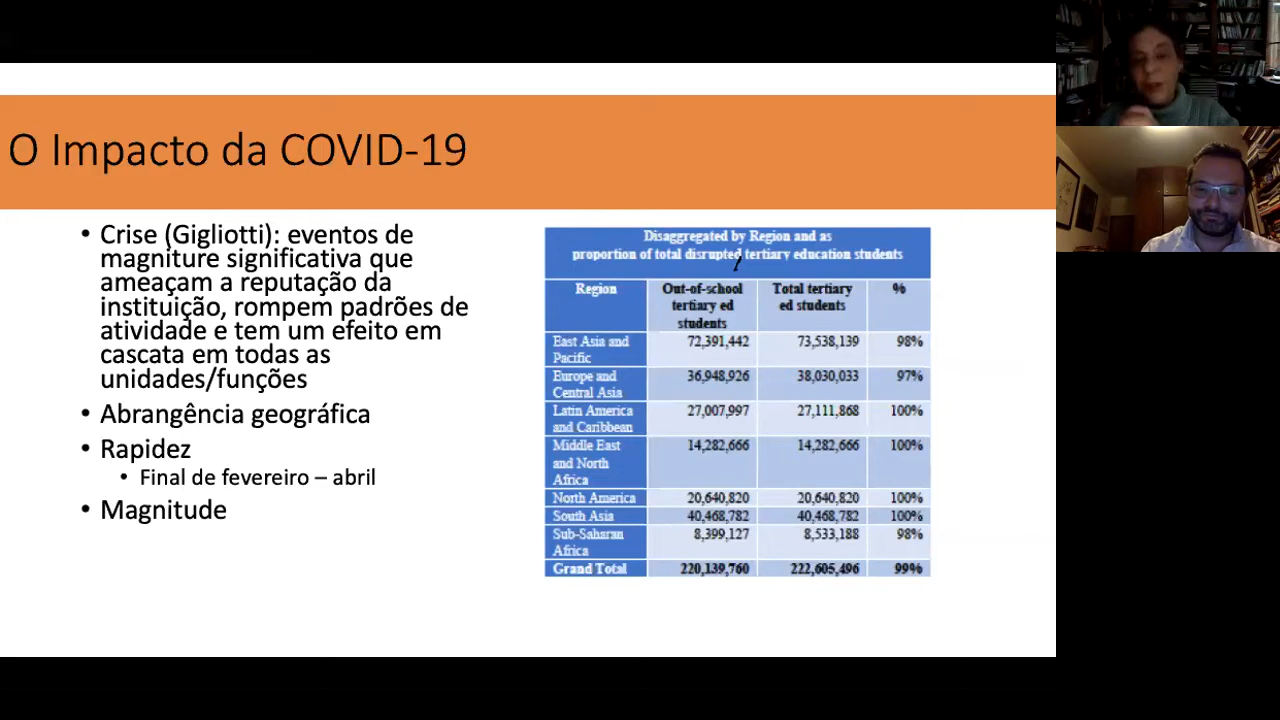 O Impacto da COVID-19
• Crise (Gigliotti): eventos de
magniture significativa que
ameaçam a reputação da
instituição, rompem padrões de
atividade e tem um efeito em
cascata em todas as
unidades/funções
• Abrangência geográfica
• Rapidez
• Final de fevereiro – abril
• Magnitude
Disaggregated by Region and as
proportion of total disrupted tertiary education students
Region Out-of-school tertiary ed students Total tertiary ed students %
East Asia and Pacific 72,391,442 73,538,139 98%
Europe and Central Asia 36,948,926 38,030,033 97%
Latin America and Caribbean 27,007,997 27,111,868 100%
Middle East and North Africa 14,282,666 14,282,666 100%
North America 20,640,820 20,640,820 100%
South Asia 40,468,782 40,468,782 100%
Sub-Saharan Africa 8,399,127 8,533,188 98%
Grand Total 220,139,760 222,605,496 99%